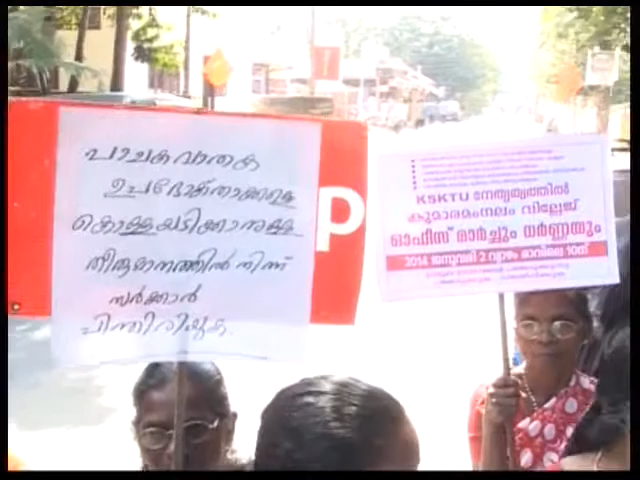 പാചക വാതക
ഉപഭോക്താക്കളെ
കൊള്ളയടിക്കാനുള്ള
തീരുമാനത്തിൽ നിന്ന്
സർക്കാർ
പിന്തിരിയുക.
P
KSKTU നേതൃത്വത്തിൽ
കുമാരമംഗലം വില്ലേജ്
ഓഫീസ് മാർച്ചും ധർണ്ണയും
2014 ജനുവരി 2 വ്യാഴം രാവിലെ 10ന്